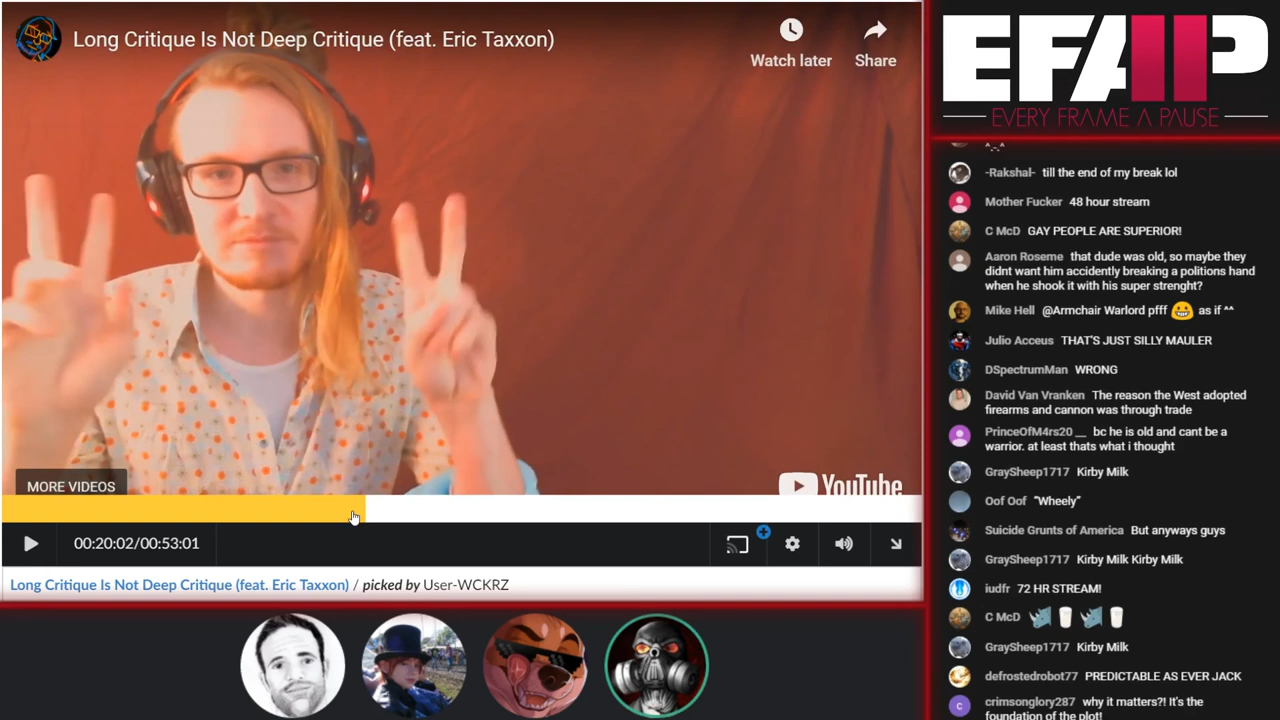 Long Critique Is Not Deep Critique (feat. Eric Taxxon)
Watch later
Share
MORE VIDEOS
YouTube
00:20:02/00:53:01
Long Critique Is Not Deep Critique (feat. Eric Taxxon) / picked by User-WCKRZ
EFAP
EVERY FRAME A PAUSE
^-^
-Rakshal- till the end of my break lol
Mother Fucker 48 hour stream
C McD GAY PEOPLE ARE SUPERIOR!
Aaron Roseme that dude was old, so maybe they
didnt want him accidently breaking a politions hand
when he shook it with his super strenght?
Mike Hell @Armchair Warlord pfff 😀 as if ^^
Julio Acceus THAT'S JUST SILLY MAULER
DSpectrumMan WRONG
David Van Vranken The reason the West adopted
firearms and cannon was through trade
PrinceOfM4rs20 __ bc he is old and cant be a
warrior. at least thats what i thought
GraySheep1717 Kirby Milk
Oof Oof “Wheely”
Suicide Grunts of America But anyways guys
GraySheep1717 Kirby Milk Kirby Milk
iudfr 72 HR STREAM!
C McD 🦏 🥛 🦏 🥛
GraySheep1717 Kirby Milk
defrostedrobot77 PREDICTABLE AS EVER JACK
c
crimsonglory287 why it matters?! It's the
foundation of the plot!